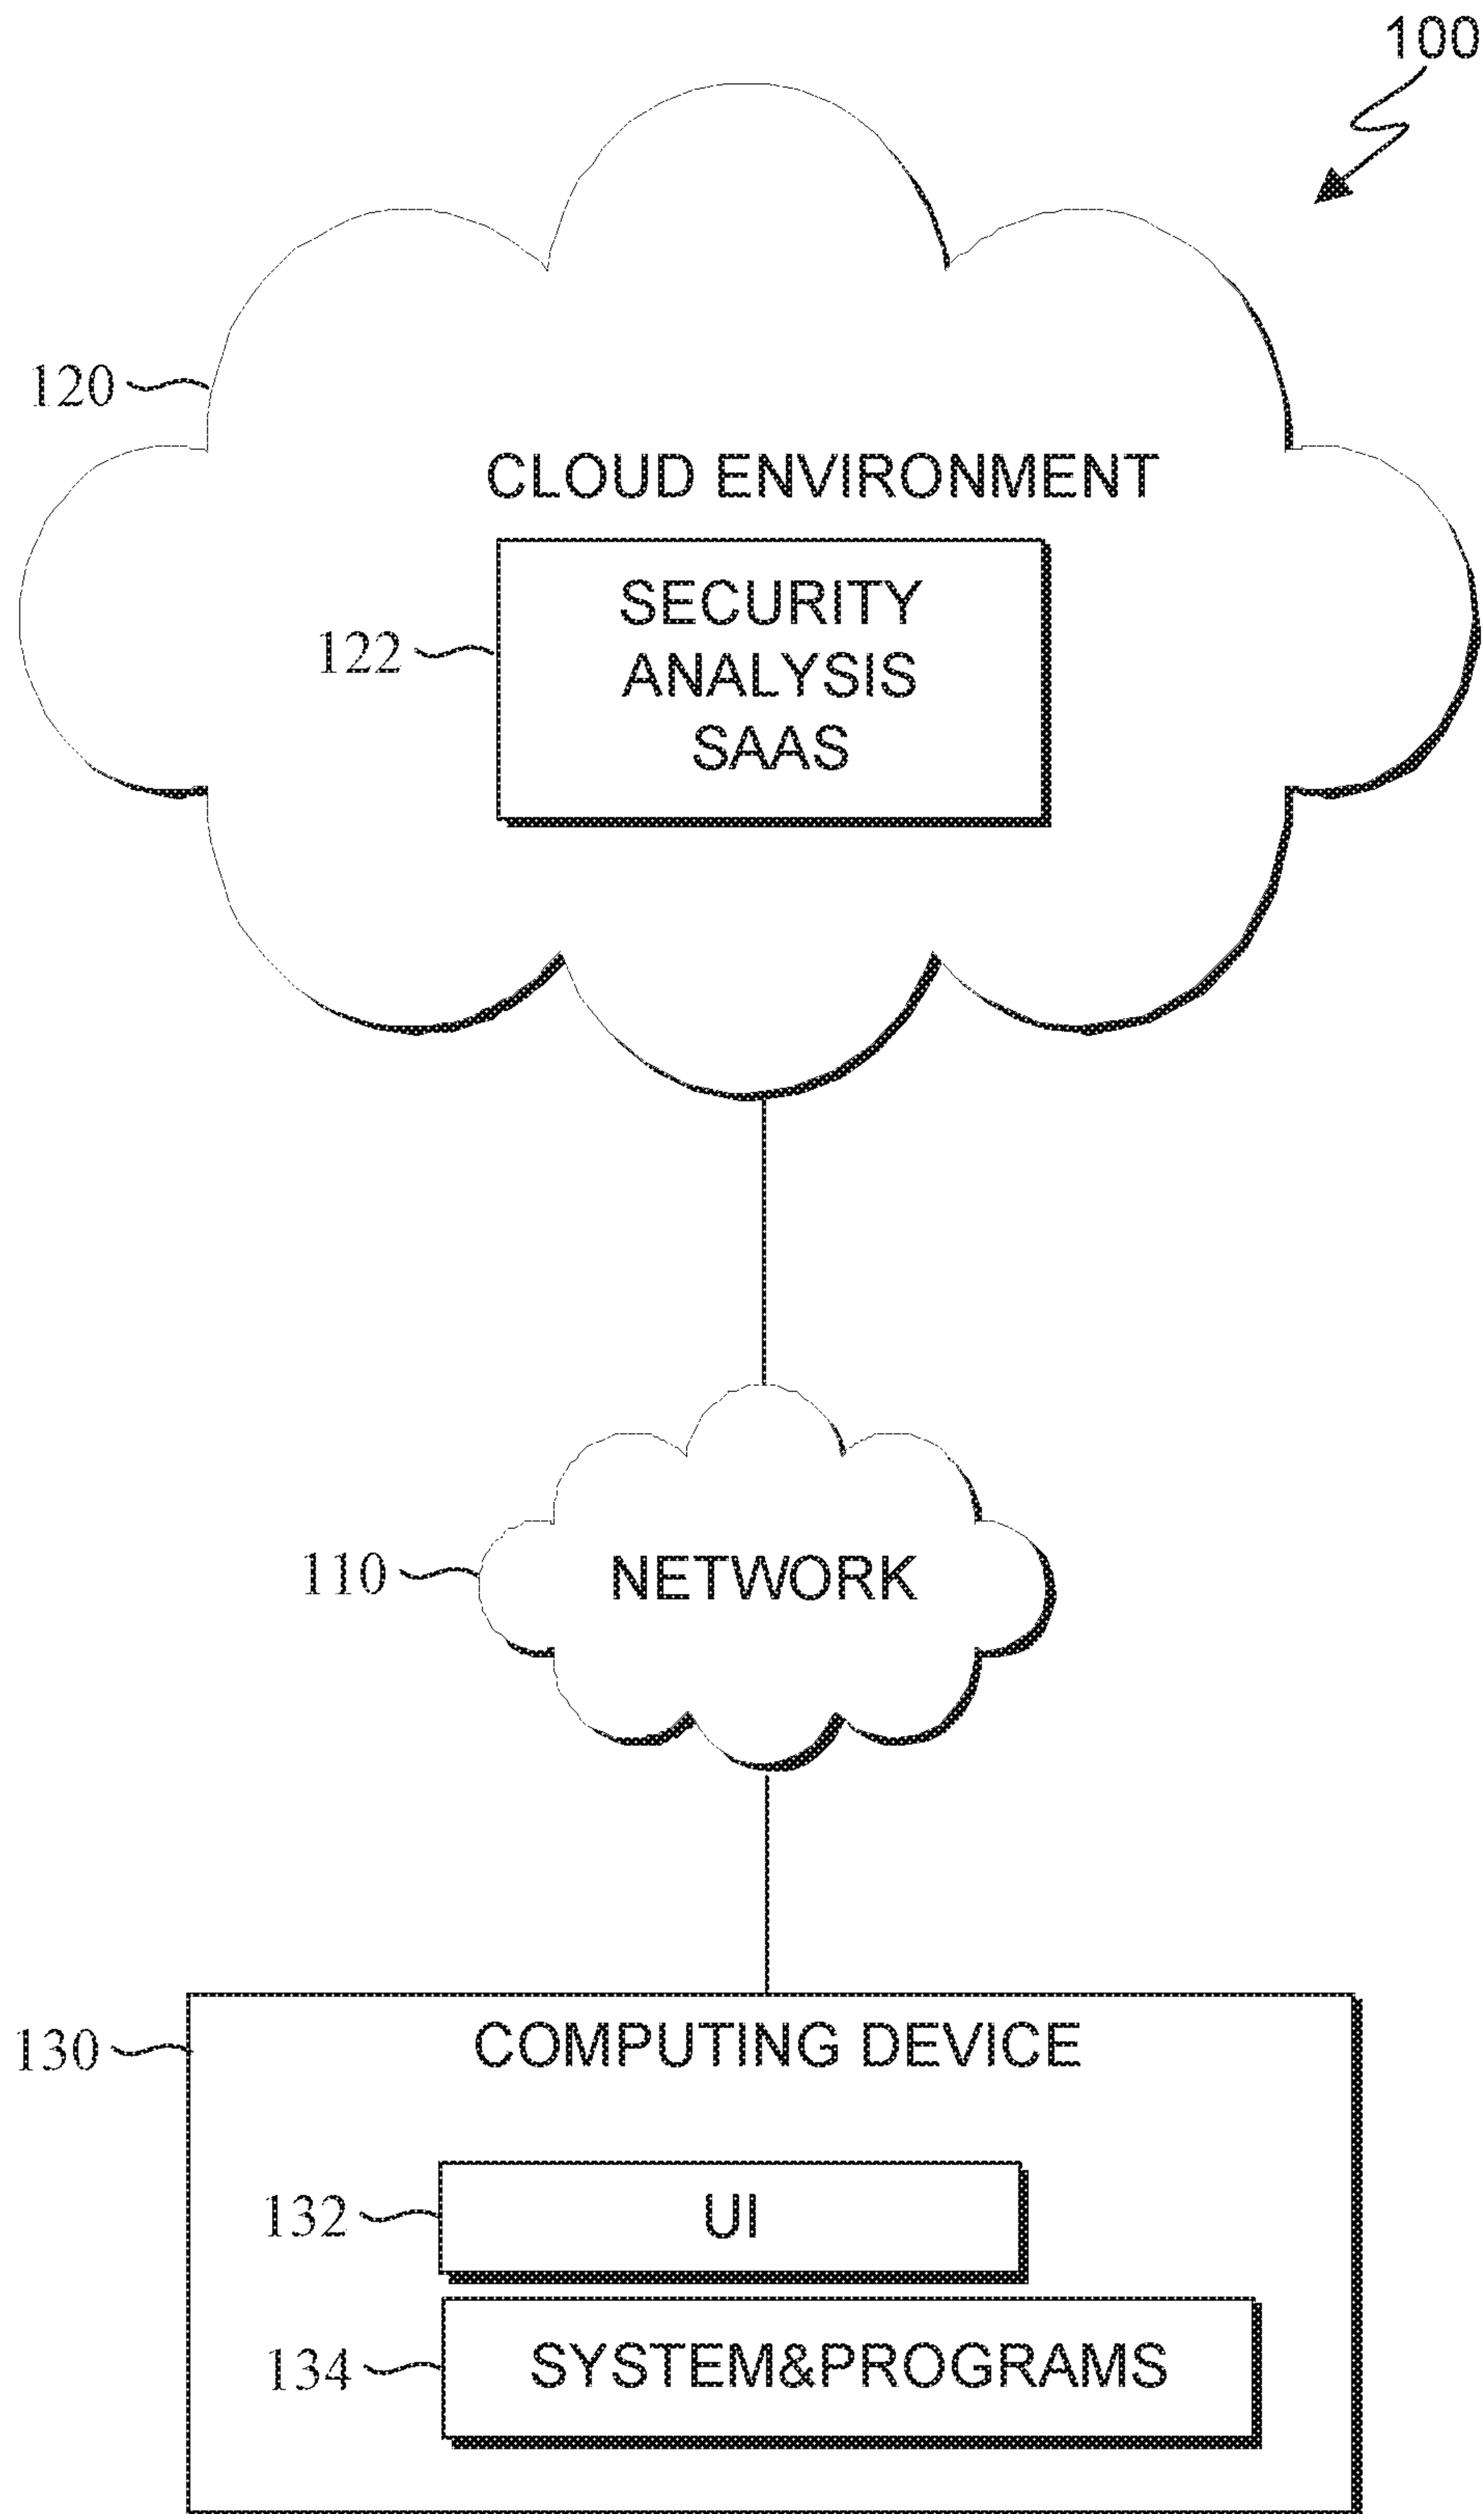 100
120
CLOUD ENVIRONMENT
122
SECURITY
ANALYSIS
SAAS
110
NETWORK
130
COMPUTING DEVICE
132
UI
134
SYSTEM&PROGRAMS